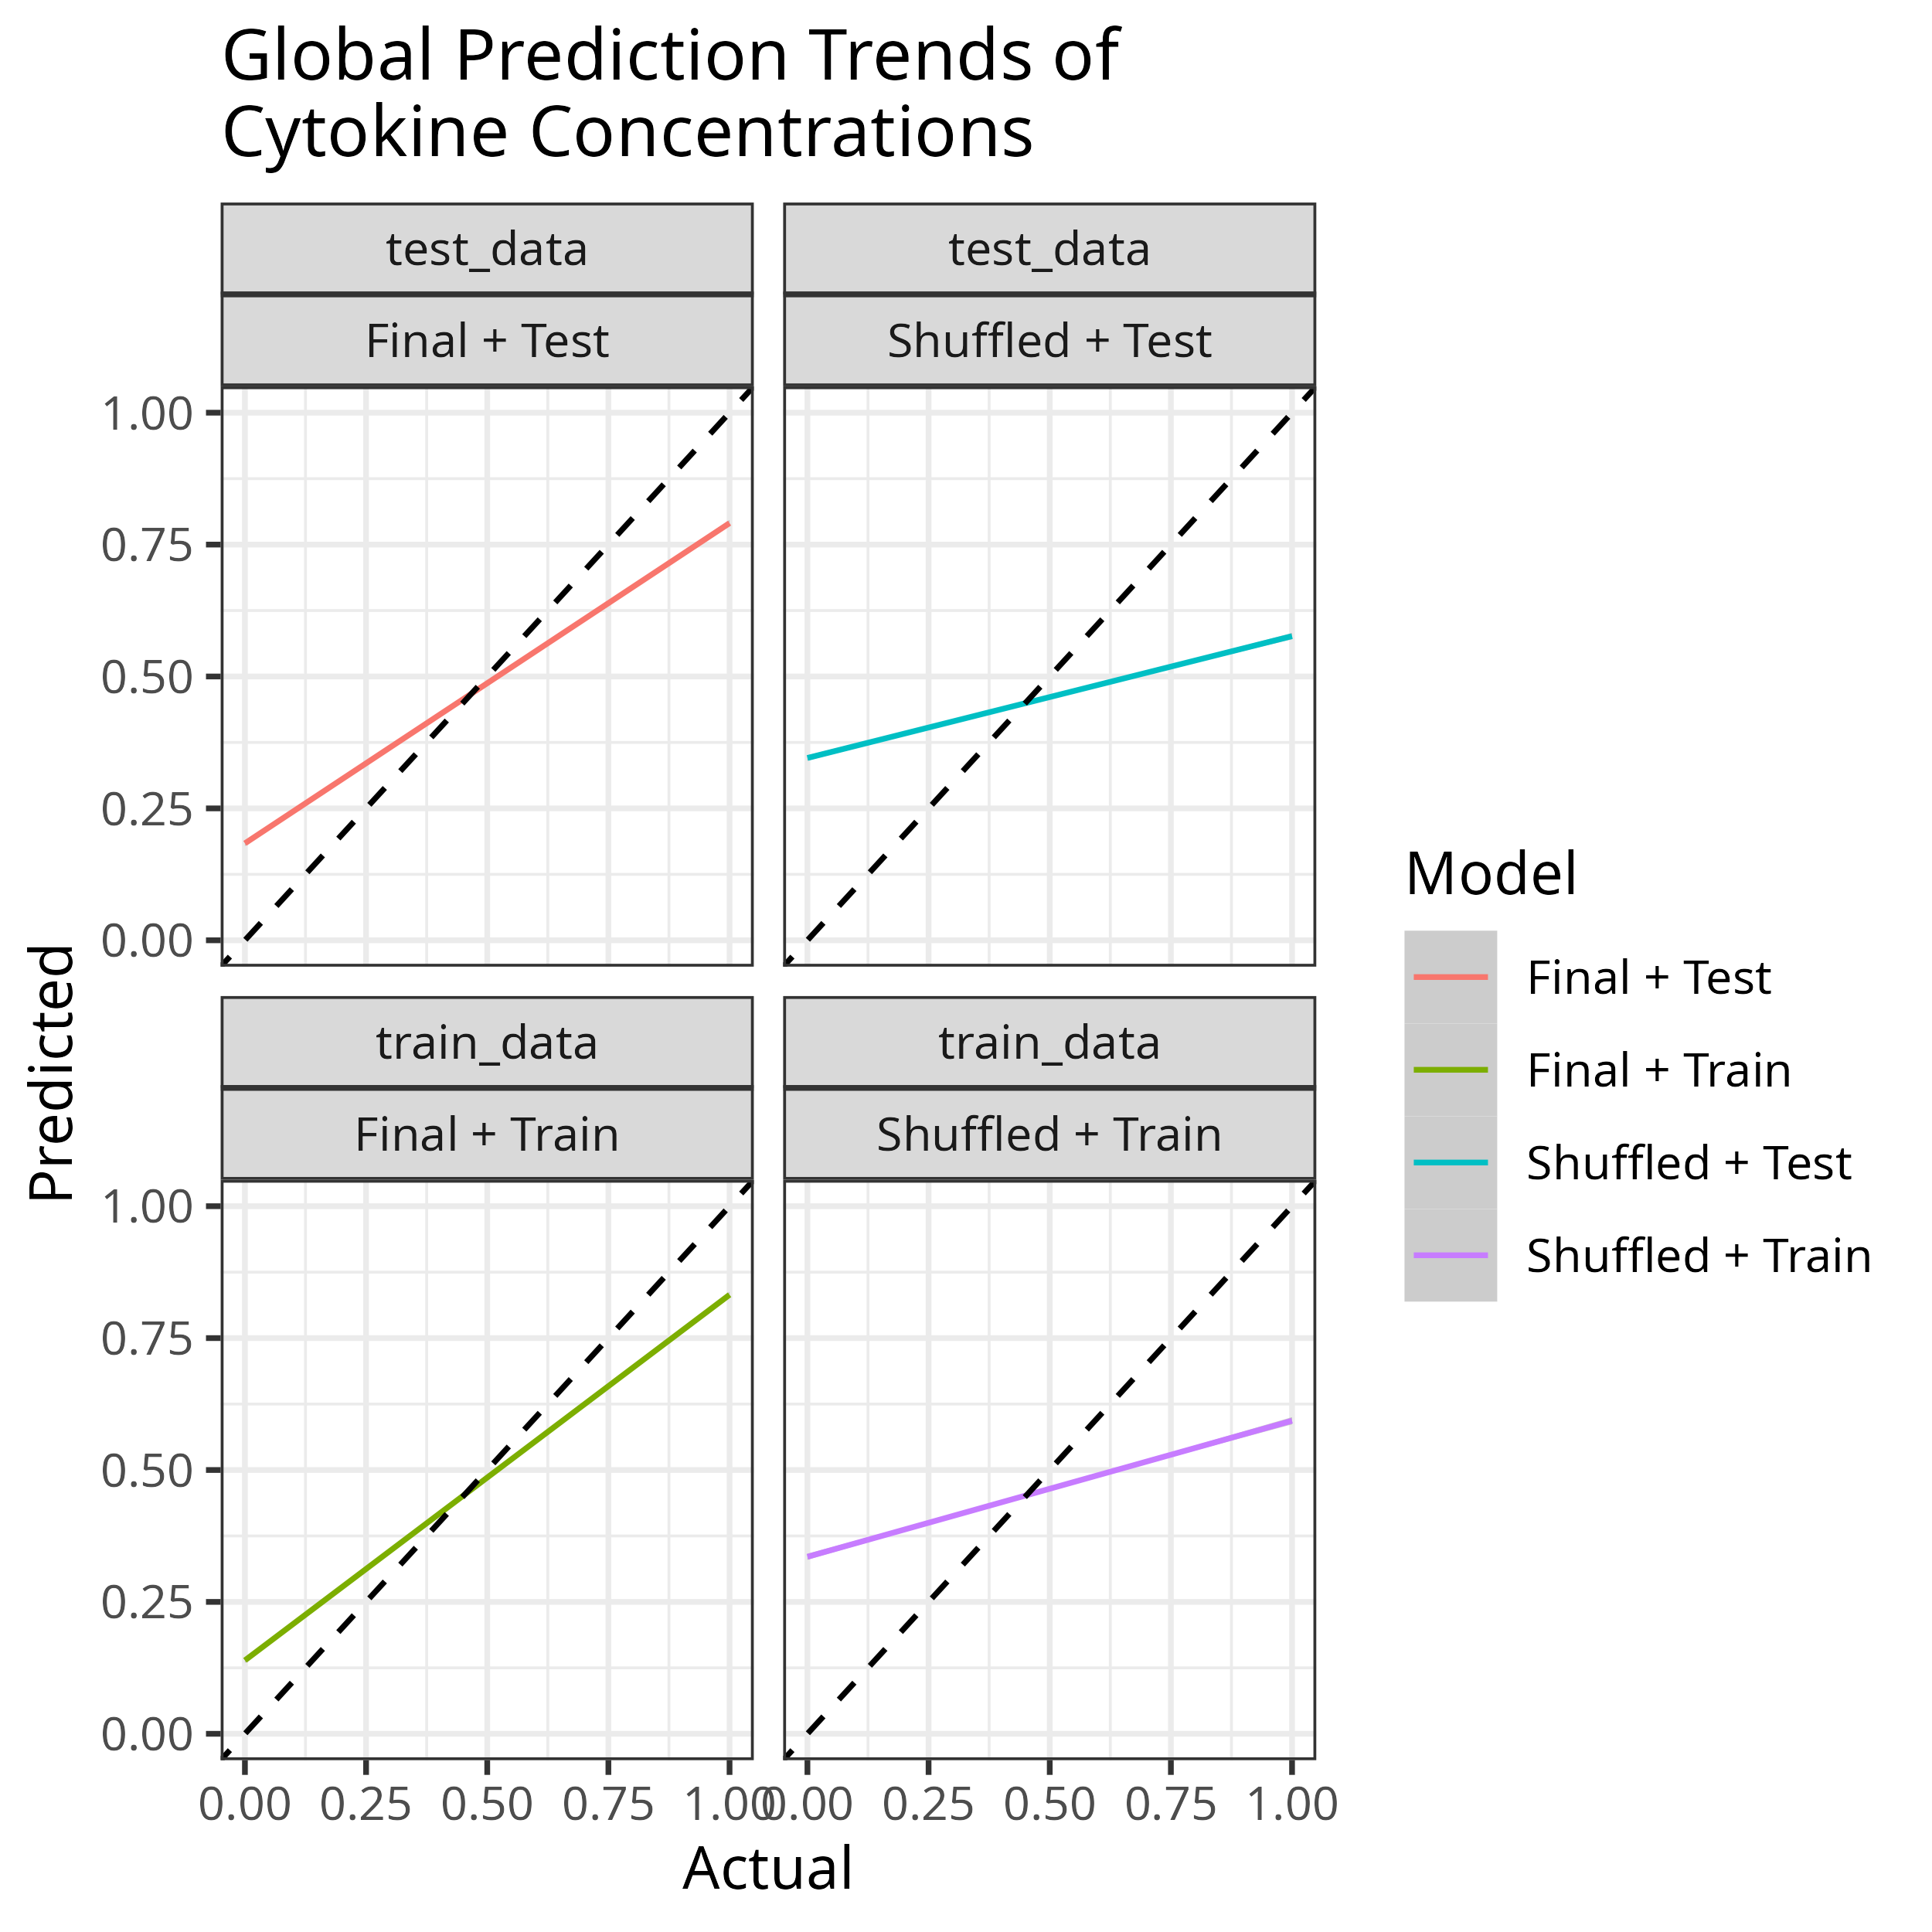 Global Prediction Trends of
Cytokine Concentrations
test_data
test_data
Final + Test
Shuffled + Test
1.00
0.75
0.50
0.25
0.00
train_data
train_data
Final + Train
Shuffled + Train
1.00
0.75
0.50
0.25
0.00
0.00 0.25 0.50 0.75 1.00
0.00 0.25 0.50 0.75 1.00
Actual
Predicted
Model
Final + Test
Final + Train
Shuffled + Test
Shuffled + Train